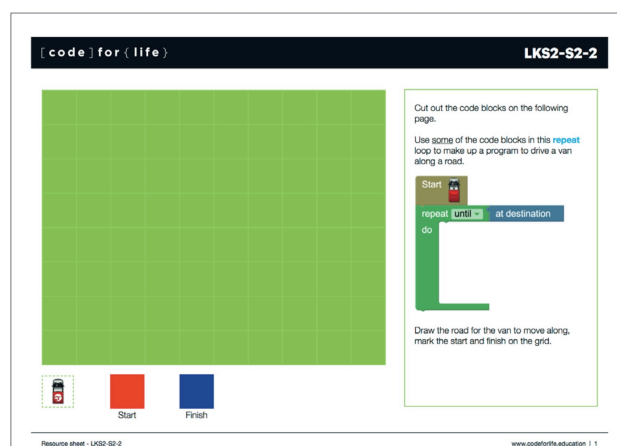 [code]for{life}
LKS2-S2-2
Cut out the code blocks on the following
page.
Use some of the code blocks in this repeat
loop to make up a program to drive a van
along a road.
Start
repeat until at destination
do
Draw the road for the van to move along,
mark the start and finish on the grid.
Start
Finish
Resource sheet - LKS2-S2-2
www.codeforlife.education | 1